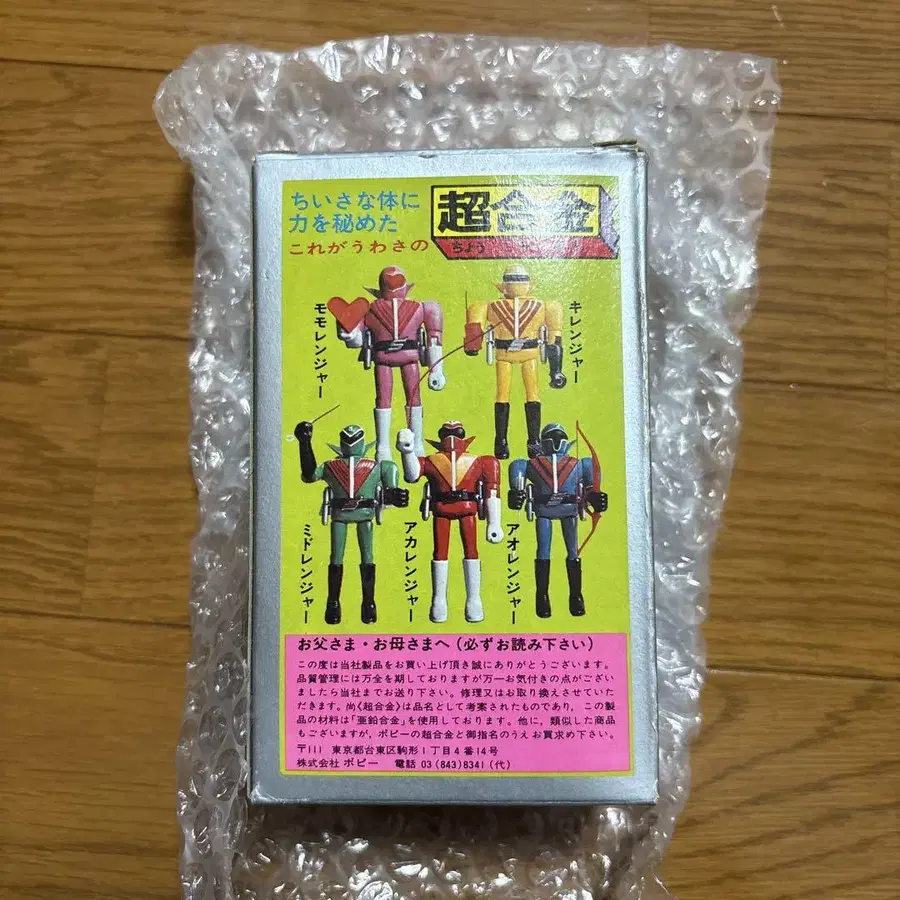 ちいさな体に
力を秘めた
これがうわさの
超合金
ちょう
モモレンジャー
キレンジャー
ミドレンジャー
アカレンジャー
アオレンジャー
お父さま・お母さまへ(必ずお読み下さい)
この度は当社製品をお買い上げ頂き誠にありがとうございます。
品質管理には万全を期しておりますが万一お気付きの点がござい
ましたら当社までお送り下さい。修理又はお取り換えさせていた
だきます。尚《超合金》は品名として考案されたものであり、この製
品の材料は「亜鉛合金」を使用しております。他に、類似した商品
もございますが、ポピーの超合金と御指名のうえお買求め下さい。
〒111 東京都台東区駒形1丁目4番14号
株式会社 ポピー 電話 03 (843) 8341 (代)